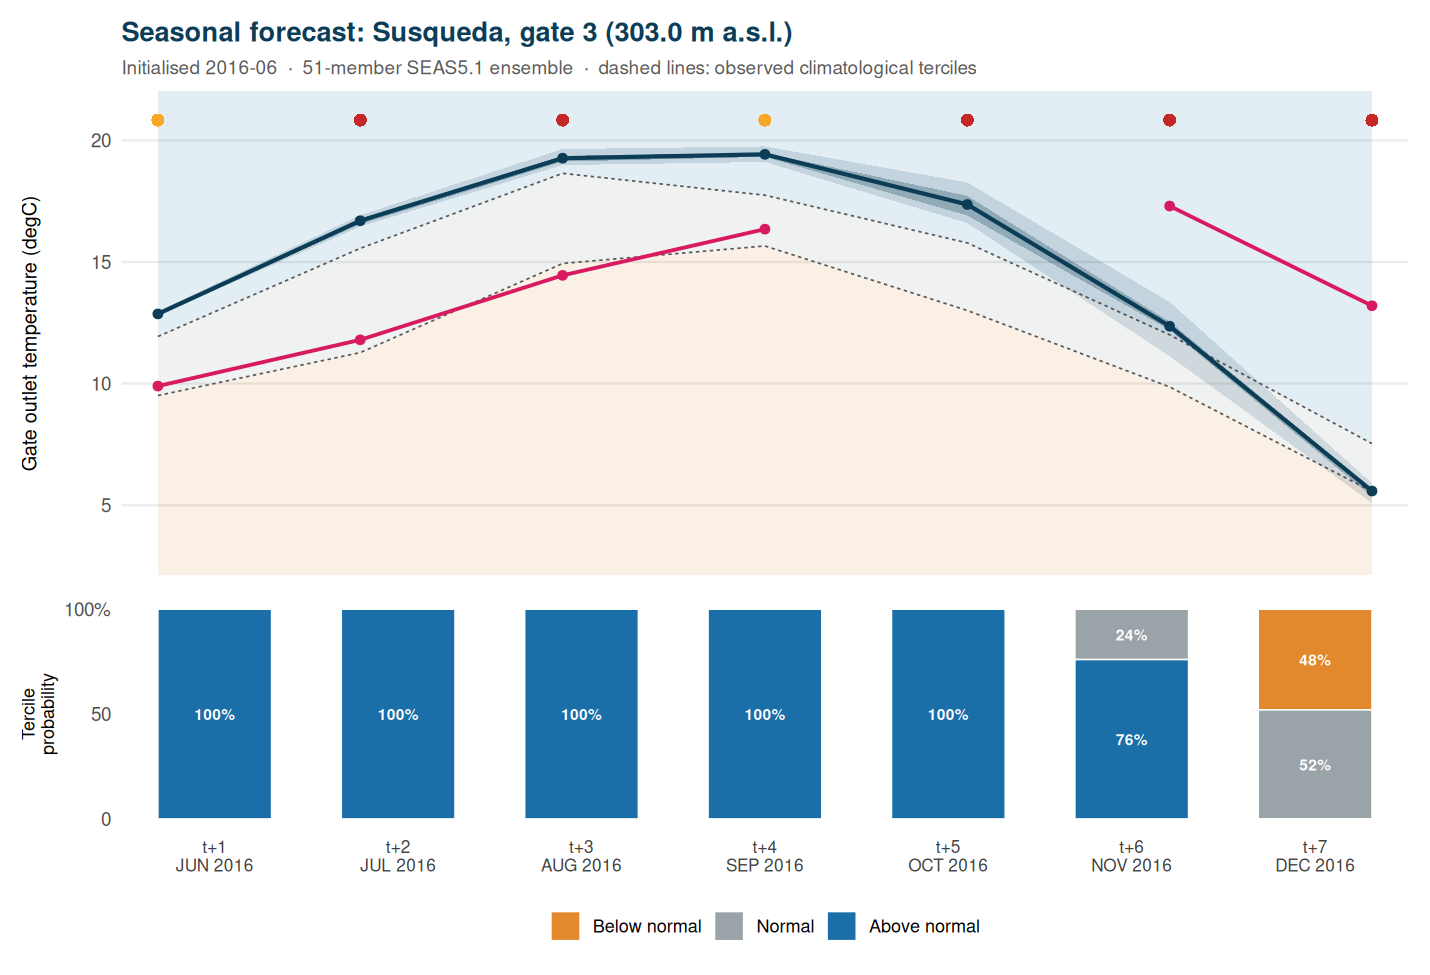 Seasonal forecast: Susqueda, gate 3 (303.0 m a.s.l.)
Initialised 2016-06 · 51-member SEAS5.1 ensemble · dashed lines: observed climatological terciles
Gate outlet temperature (degC)
20
15
10
5
Tercile
probability
100%
50
0
100%
100%
100%
100%
100%
24%
76%
48%
52%
t+1
JUN 2016
t+2
JUL 2016
t+3
AUG 2016
t+4
SEP 2016
t+5
OCT 2016
t+6
NOV 2016
t+7
DEC 2016
Below normal
Normal
Above normal